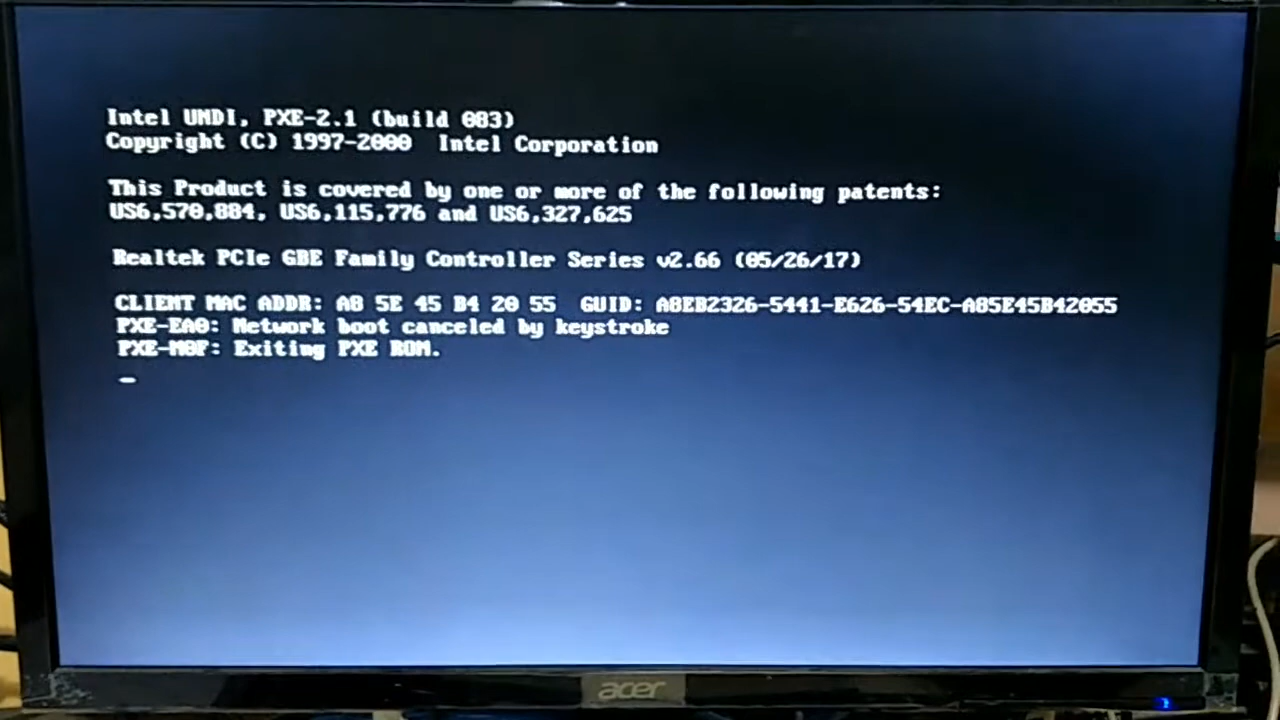 Intel UNDI, PXE-2.1 (build 083)
Copyright (C) 1997-2000  Intel Corporation
This Product is covered by one or more of the following patents:
US6,570,884, US6,115,776 and US6,327,625
Realtek PCIe GBE Family Controller Series v2.66 (05/26/17)
CLIENT MAC ADDR: A8 5E 45 B4 20 55  GUID: A8EB2326-5441-E626-54EC-A85E45B42055
PXE-EA0: Network boot canceled by keystroke
PXE-M0F: Exiting PXE ROM.
acer